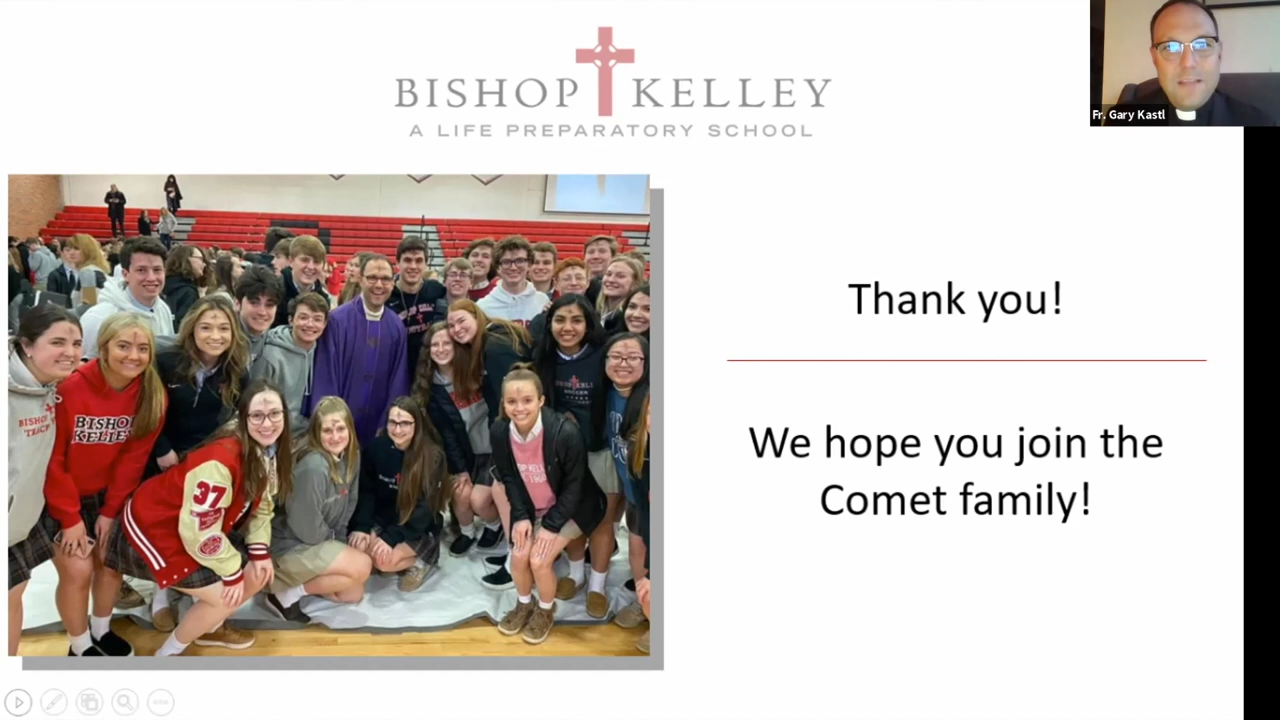 BISHOP KELLEY
A LIFE PREPARATORY SCHOOL
Fr. Gary Kastl
Thank you!
We hope you join the
Comet family!
BISHOP
KELLEY
37